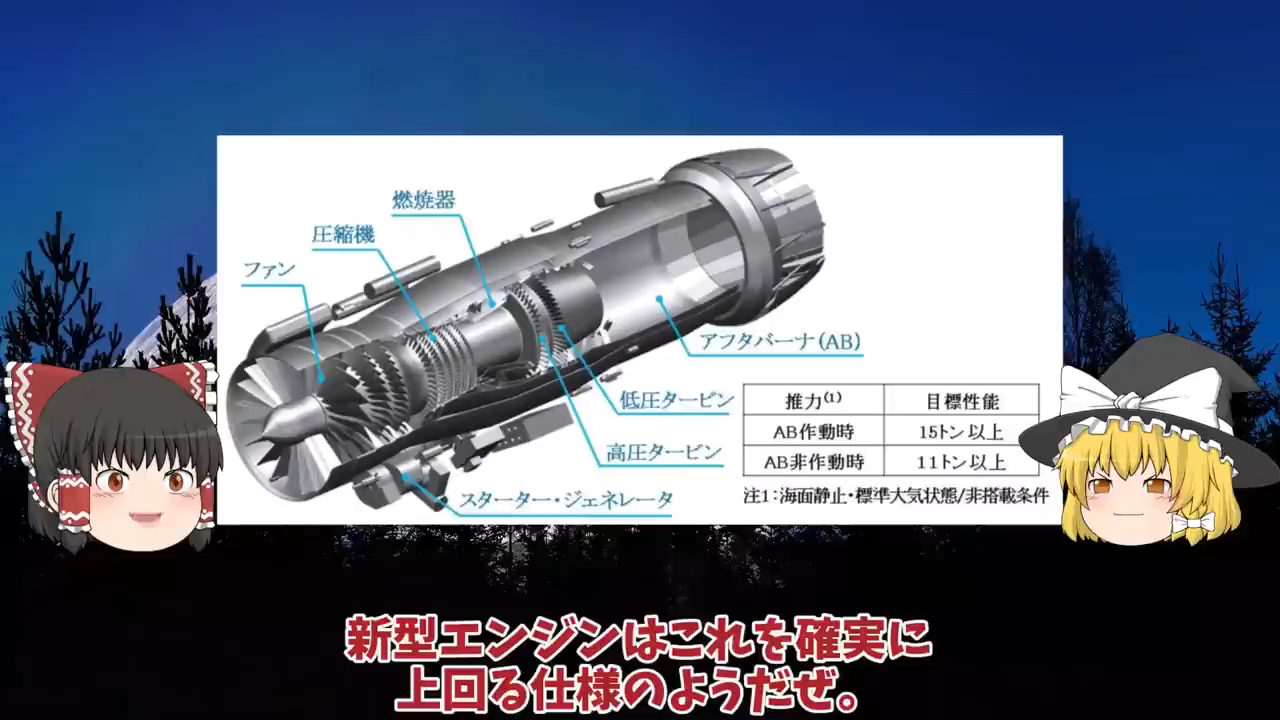 燃焼器
圧縮機
ファン
アフタバーナ(AB)
低圧タービン
高圧タービン
スターター・ジェネレータ
推力(1) 目標性能
AB作動時 15トン以上
AB非作動時 11トン以上
注1:海面静止・標準大気状態/非搭載条件
新型エンジンはこれを確実に
上回る仕様のようだぜ。